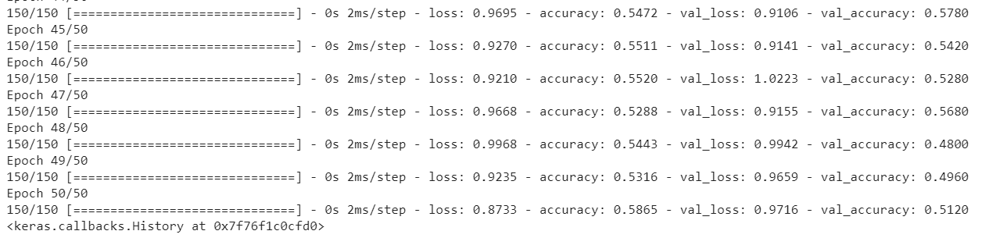 150/150 [==============================] - 0s 2ms/step - loss: 0.9695 - accuracy: 0.5472 - val_loss: 0.9106 - val_accuracy: 0.5780
Epoch 45/50
150/150 [==============================] - 0s 2ms/step - loss: 0.9270 - accuracy: 0.5511 - val_loss: 0.9141 - val_accuracy: 0.5420
Epoch 46/50
150/150 [==============================] - 0s 2ms/step - loss: 0.9210 - accuracy: 0.5520 - val_loss: 1.0223 - val_accuracy: 0.5280
Epoch 47/50
150/150 [==============================] - 0s 2ms/step - loss: 0.9668 - accuracy: 0.5288 - val_loss: 0.9155 - val_accuracy: 0.5680
Epoch 48/50
150/150 [==============================] - 0s 2ms/step - loss: 0.9968 - accuracy: 0.5443 - val_loss: 0.9942 - val_accuracy: 0.4800
Epoch 49/50
150/150 [==============================] - 0s 2ms/step - loss: 0.9235 - accuracy: 0.5316 - val_loss: 0.9659 - val_accuracy: 0.4960
Epoch 50/50
150/150 [==============================] - 0s 2ms/step - loss: 0.8733 - accuracy: 0.5865 - val_loss: 0.9716 - val_accuracy: 0.5120
<keras.callbacks.History at 0x7f76f1c0cfd0>